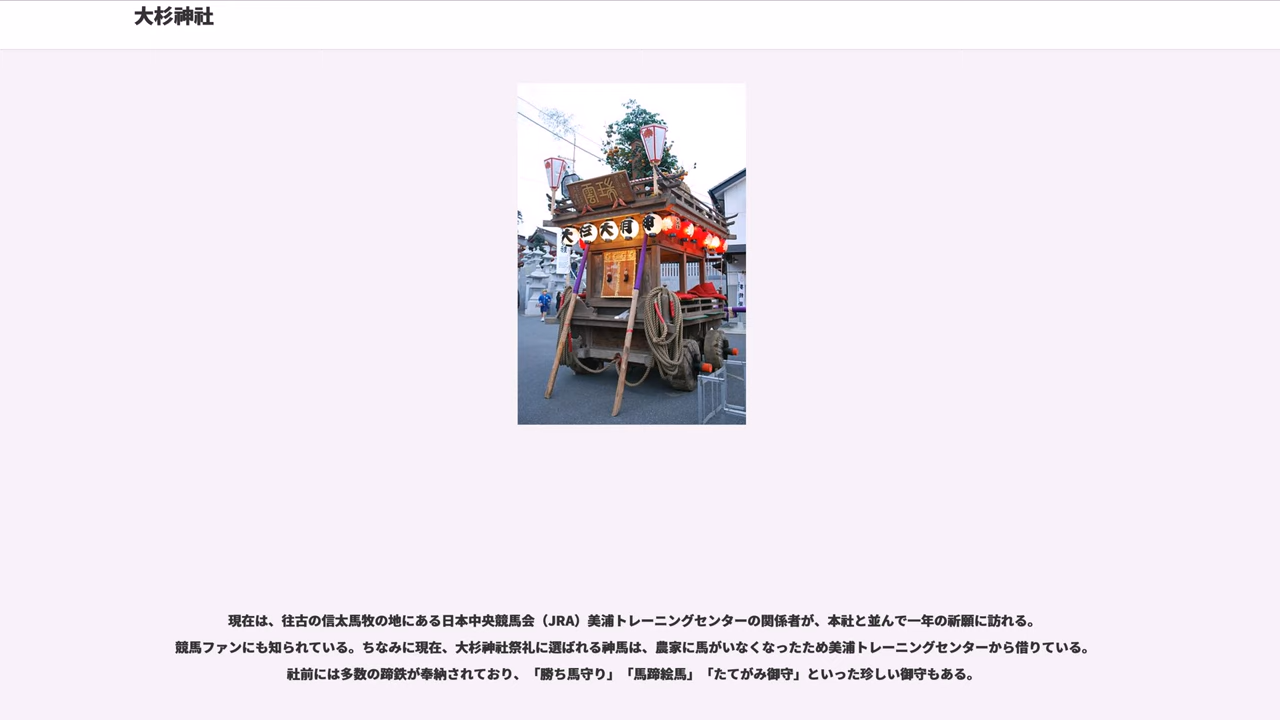 大杉神社
瑞雲
大三大月市
現在は、往古の信太馬牧の地にある日本中央競馬会（JRA）美浦トレーニングセンターの関係者が、本社と並んで一年の祈願に訪れる。
競馬ファンにも知られている。ちなみに現在、大杉神社祭礼に選ばれる神馬は、農家に馬がいなくなったため美浦トレーニングセンターから借りている。
社前には多数の蹄鉄が奉納されており、「勝ち馬守り」「馬蹄絵馬」「たてがみ御守」といった珍しい御守もある。